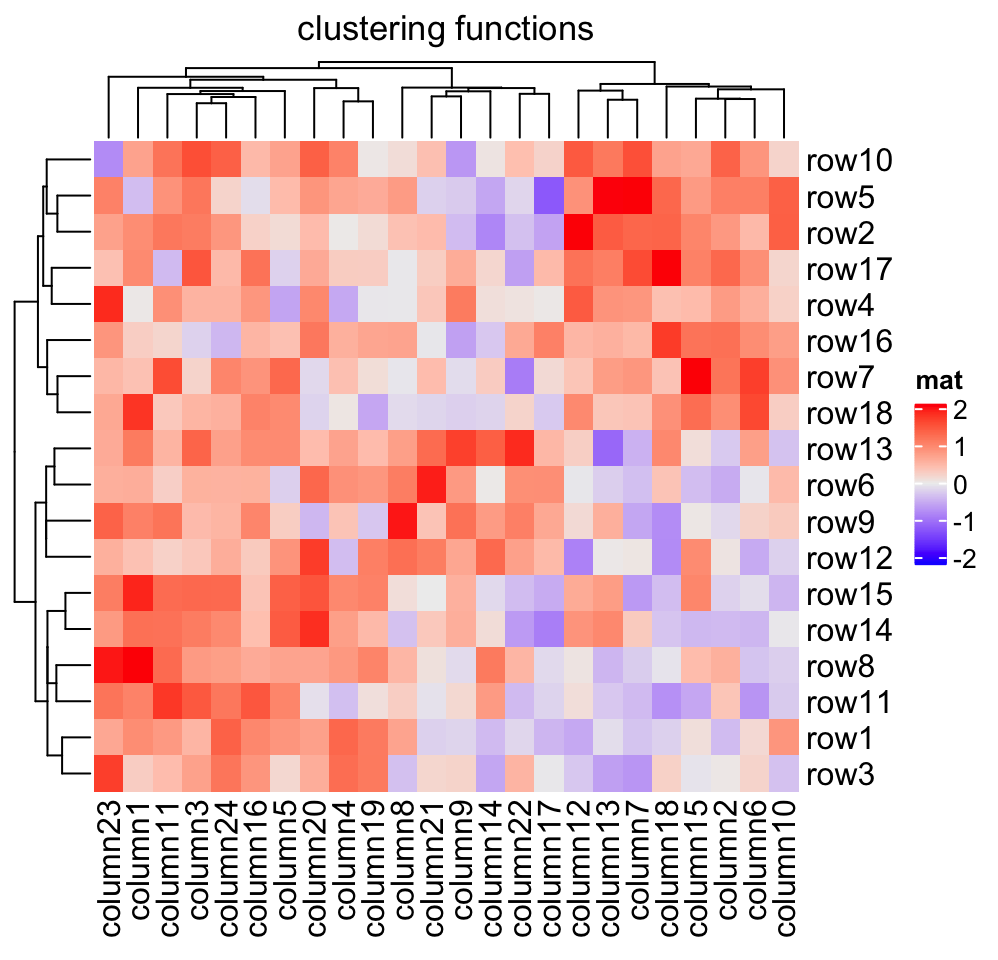 clustering functions
row10
row5
row2
row17
row4
row16
row7
row18
row13
row6
row9
row12
row15
row14
row8
row11
row1
row3
mat
2
1
0
-1
-2
column23
column1
column11
column3
column24
column16
column5
column20
column4
column19
column8
column21
column9
column14
column22
column17
column12
column13
column7
column18
column15
column2
column6
column10